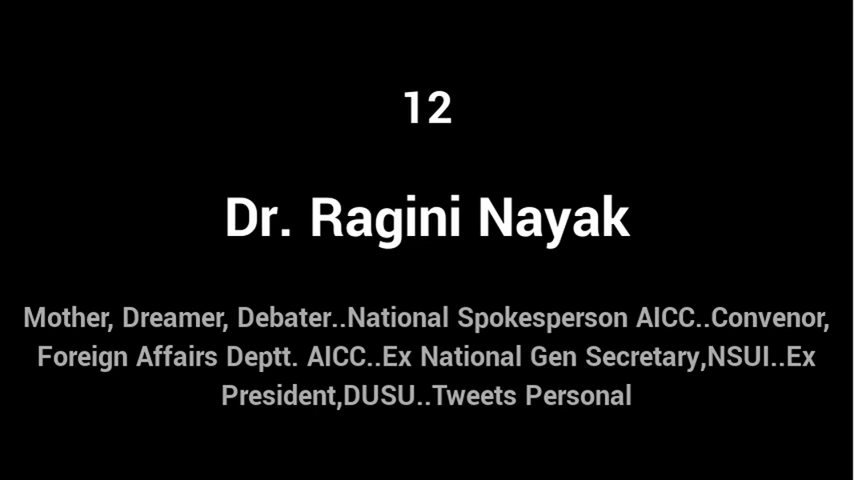 12
Dr. Ragini Nayak
Mother, Dreamer, Debater..National Spokesperson AICC..Convenor,
Foreign Affairs Deptt. AICC..Ex National Gen Secretary,NSUI..Ex
President,DUSU..Tweets Personal